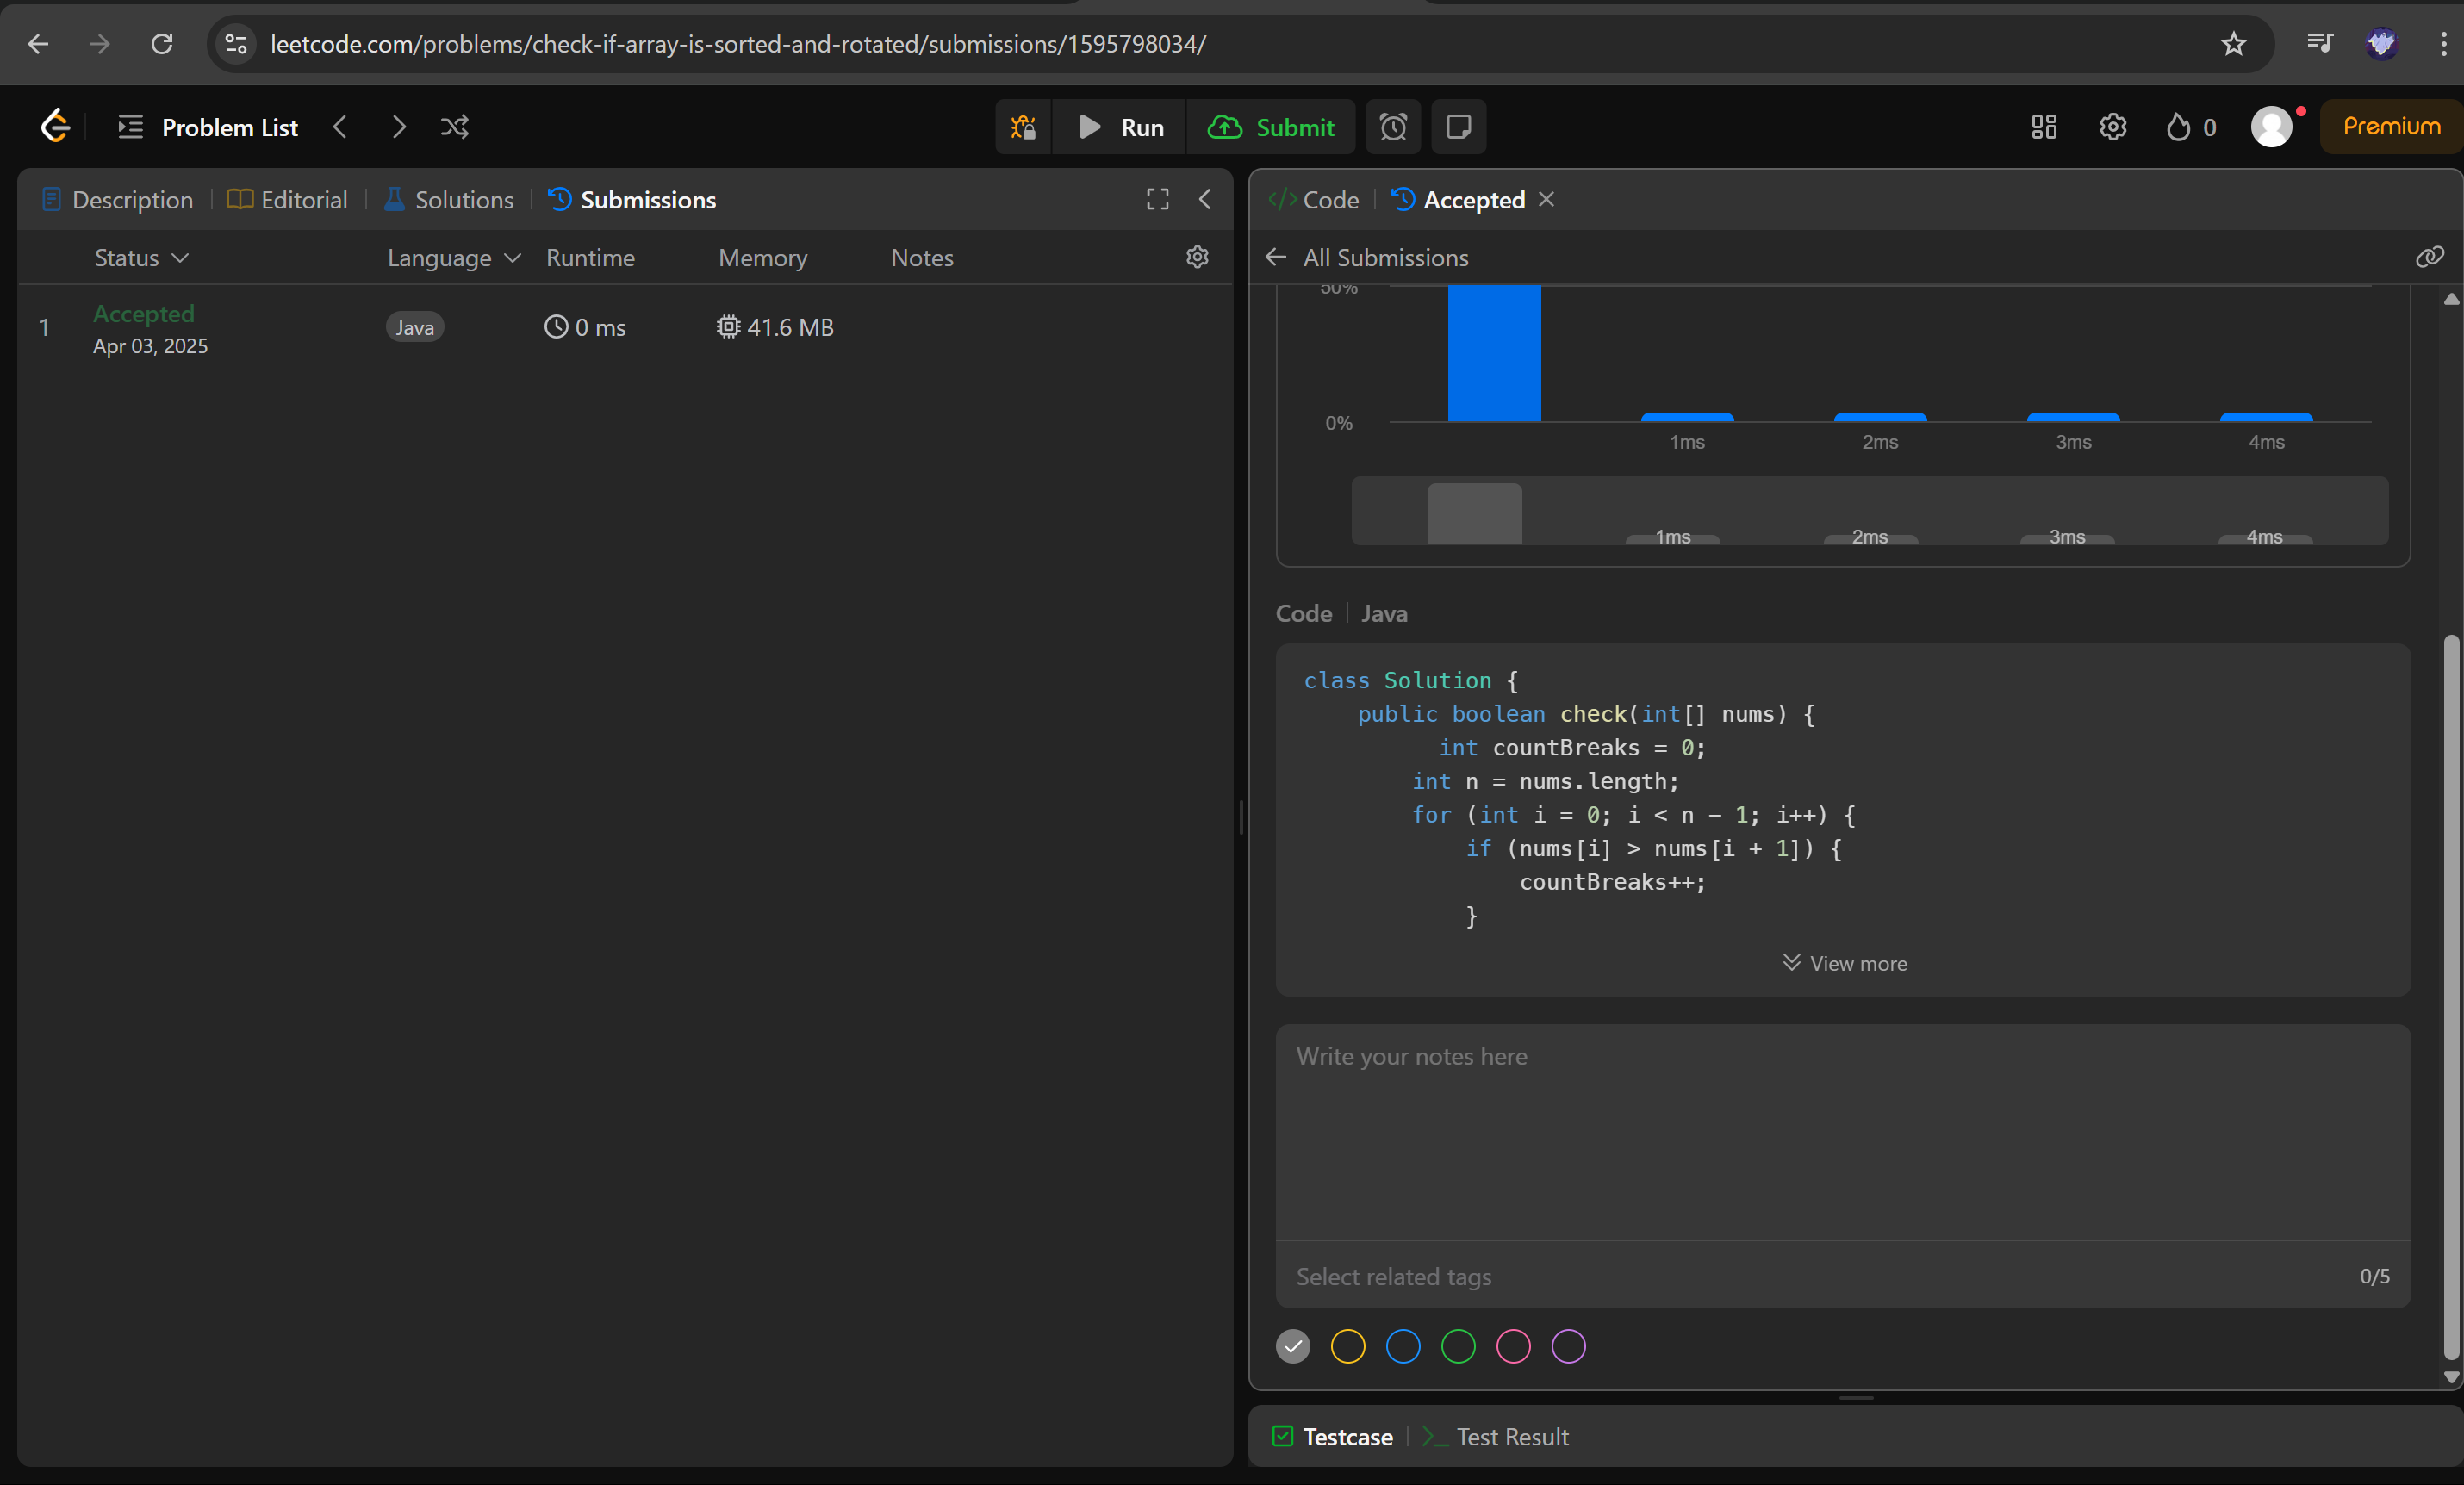 leetcode.com/problems/check-if-array-is-sorted-and-rotated/submissions/1595798034/
Problem List
Run
Submit
0
Premium
Description
Editorial
Solutions
Submissions
Status
Language
Runtime
Memory
Notes
1
Accepted
Java
0 ms
41.6 MB
Apr 03, 2025
Code
Accepted
All Submissions
50%
0%
1ms
2ms
3ms
4ms
1ms
2ms
3ms
4ms
Code
Java
class Solution {
public boolean check(int[] nums) {
int countBreaks = 0;
int n = nums.length;
for (int i = 0; i < n - 1; i++) {
if (nums[i] > nums[i + 1]) {
countBreaks++;
}
View more
Write your notes here
Select related tags
0/5
Testcase
Test Result